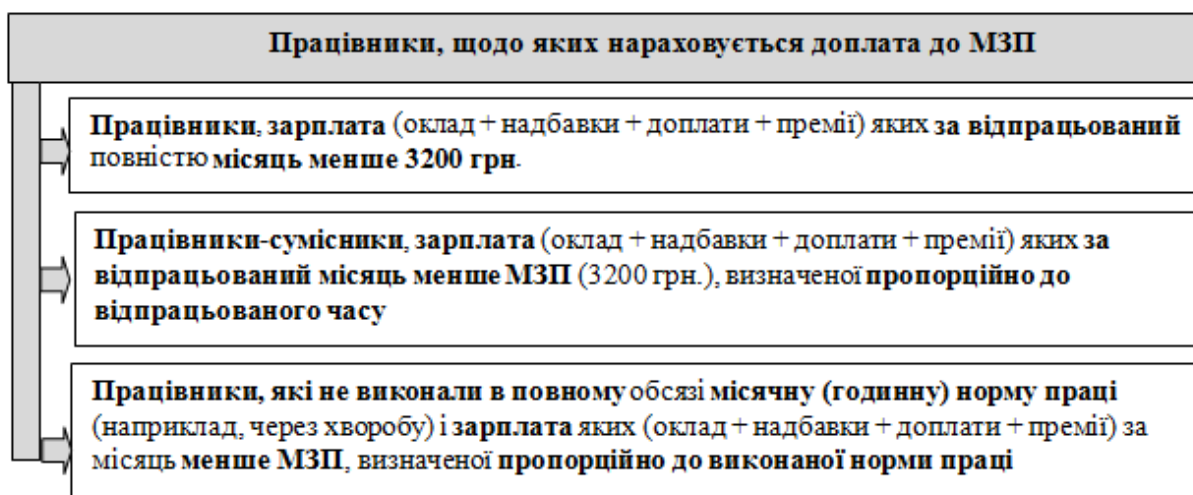 Працівники, щодо яких нараховується доплата до МЗП
Працівники, зарплата (оклад + надбавки + доплати + премії) яких за відпрацьований
повністю місяць менше 3200 грн.
Працівники-сумісники, зарплата (оклад + надбавки + доплати + премії) яких за
відпрацьований місяць менше МЗП (3200 грн.), визначеної пропорційно до
відпрацьованого часу
Працівники, які не виконали в повному обсязі місячну (годинну) норму праці
(наприклад, через хворобу) і зарплата яких (оклад + надбавки + доплати + премії) за
місяць менше МЗП, визначеної пропорційно до виконаної норми праці